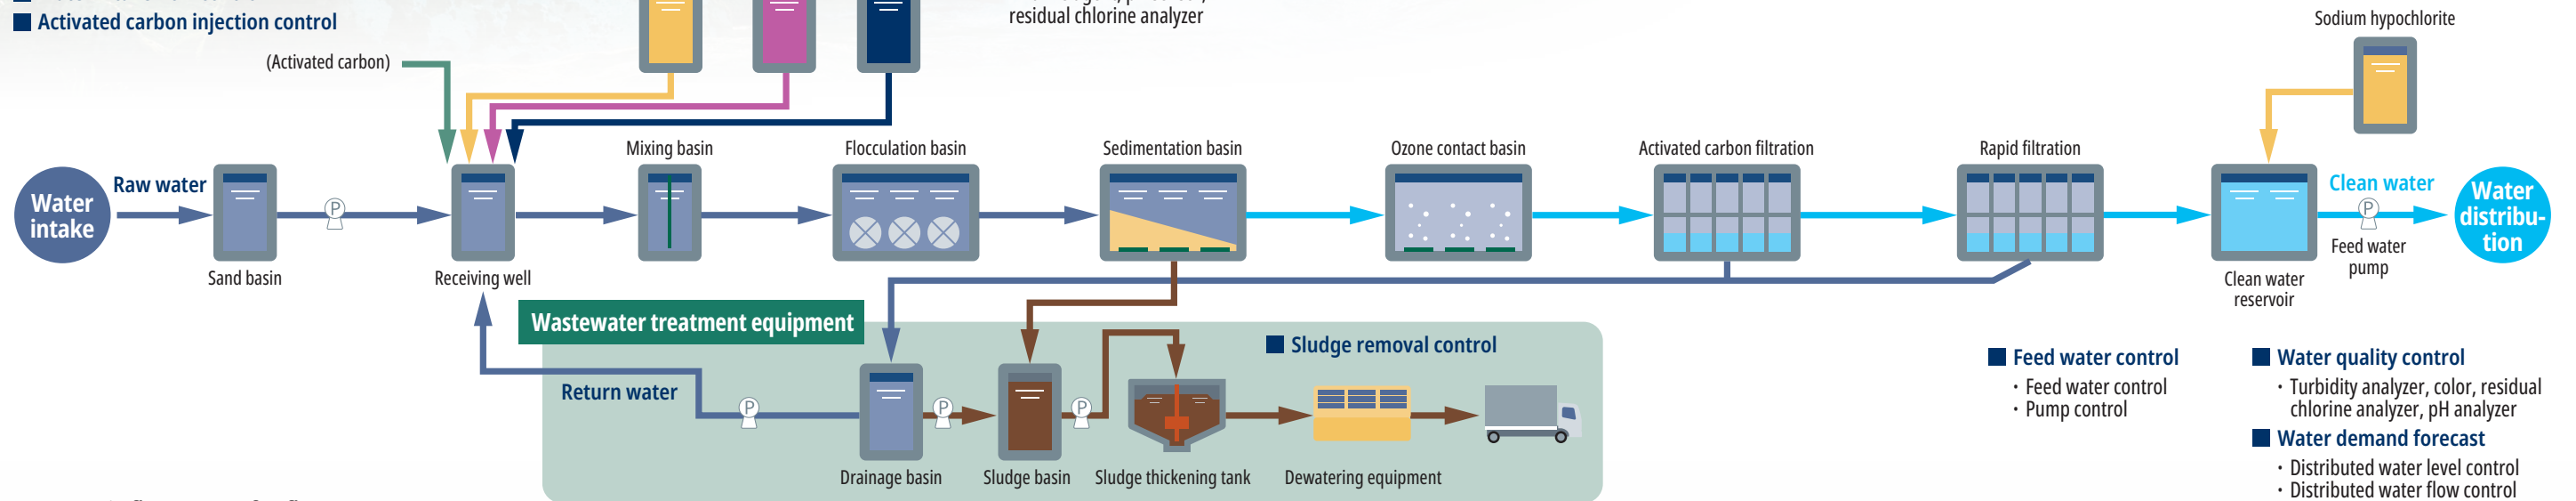 Activated carbon injection control
(Activated carbon)
residual chlorine analyzer
Sodium hypochlorite
Mixing basin
Flocculation basin
Sedimentation basin
Ozone contact basin
Activated carbon filtration
Rapid filtration
Water
intake
Raw water
P
Clean water
P
Water
distribu-
tion
Sand basin
Receiving well
Feed water
pump
Clean water
reservoir
Wastewater treatment equipment
Sludge removal control
Return water
P
P
P
Drainage basin
Sludge basin
Sludge thickening tank
Dewatering equipment
Feed water control
・Feed water control
・Pump control
Water quality control
・Turbidity analyzer, color, residual
chlorine analyzer, pH analyzer
Water demand forecast
・Distributed water level control
・Distributed water flow control